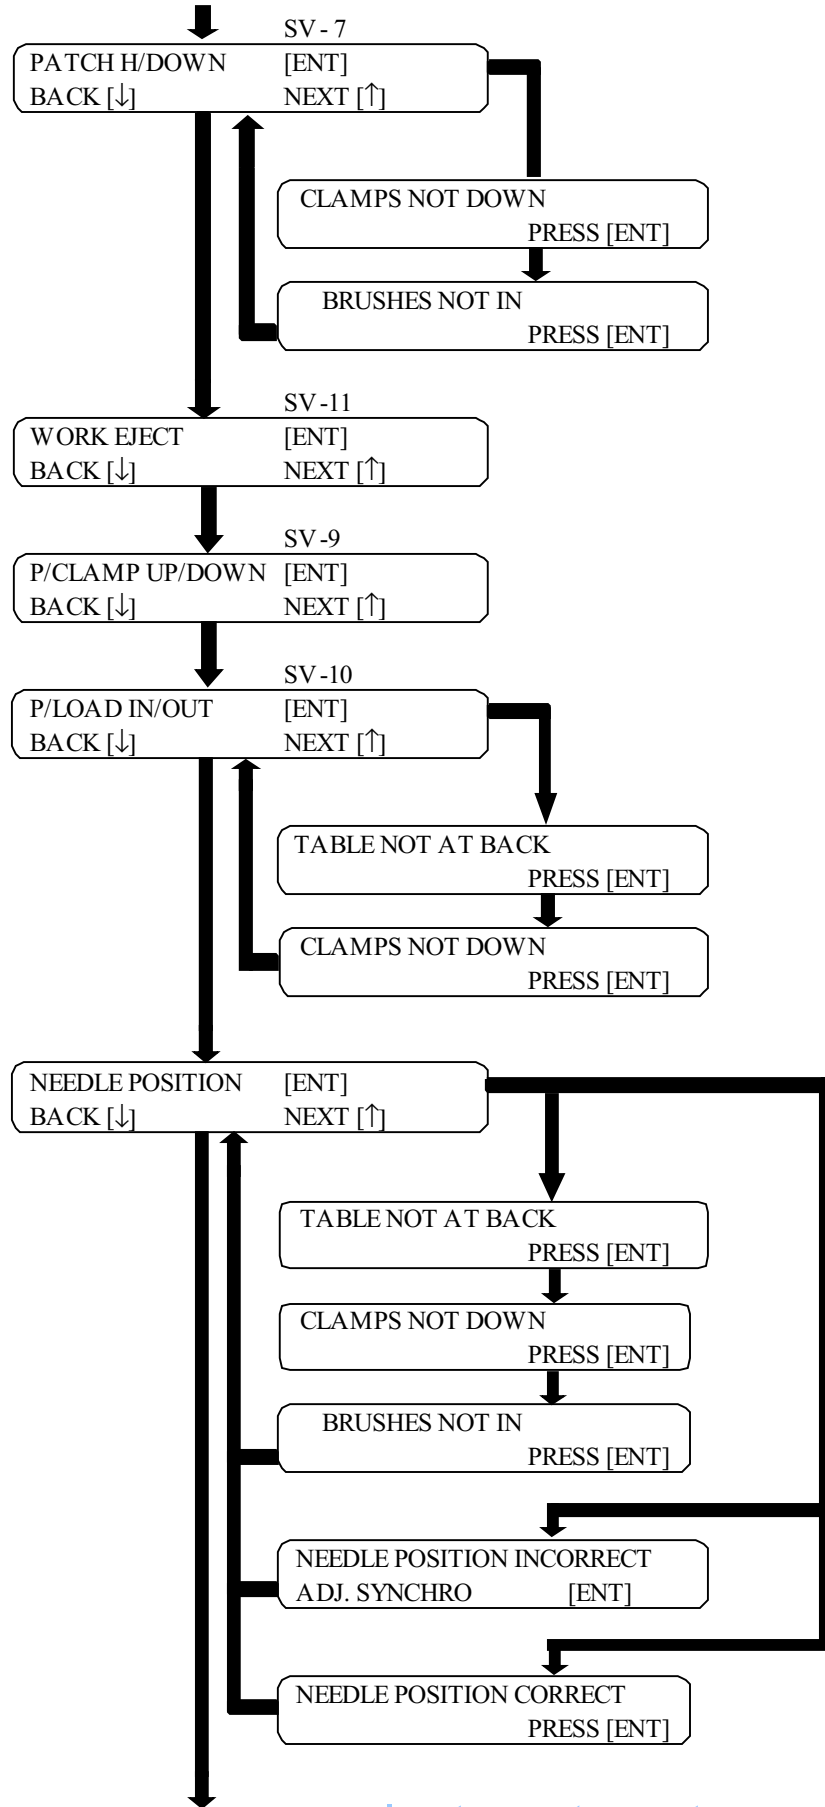 SV - 7
PATCH H/DOWN [ENT]
BACK [↓] NEXT [↑]
CLAMPS NOT DOWN
PRESS [ENT]
BRUSHES NOT IN
PRESS [ENT]
SV -11
WORK EJECT [ENT]
BACK [↓] NEXT [↑]
SV -9
P/CLAMP UP/DOWN [ENT]
BACK [↓] NEXT [↑]
SV -10
P/LOAD IN/OUT [ENT]
BACK [↓] NEXT [↑]
TABLE NOT AT BACK
PRESS [ENT]
CLAMPS NOT DOWN
PRESS [ENT]
NEEDLE POSITION [ENT]
BACK [↓] NEXT [↑]
TABLE NOT AT BACK
PRESS [ENT]
CLAMPS NOT DOWN
PRESS [ENT]
BRUSHES NOT IN
PRESS [ENT]
NEEDLE POSITION INCORRECT
ADJ. SYNCHRO [ENT]
NEEDLE POSITION CORRECT
PRESS [ENT]